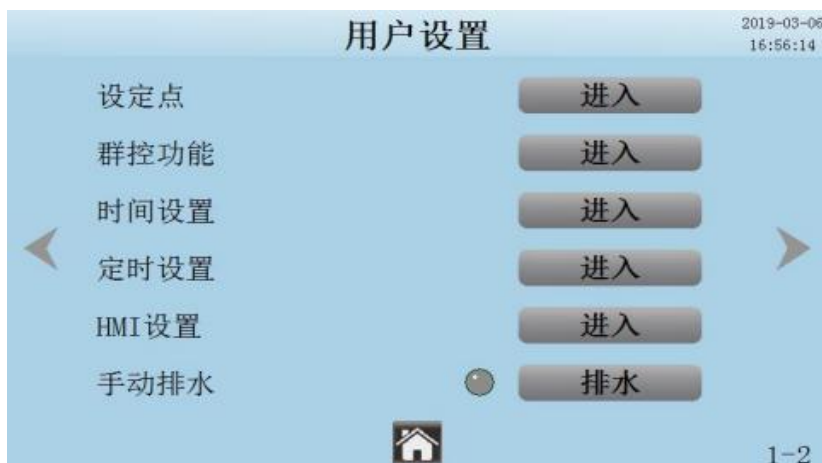 用户设置
2019-03-06
16:56:14
设定点 进入
群控功能 进入
时间设置 进入
定时设置 进入
HMI设置 进入
手动排水 排水
1-2